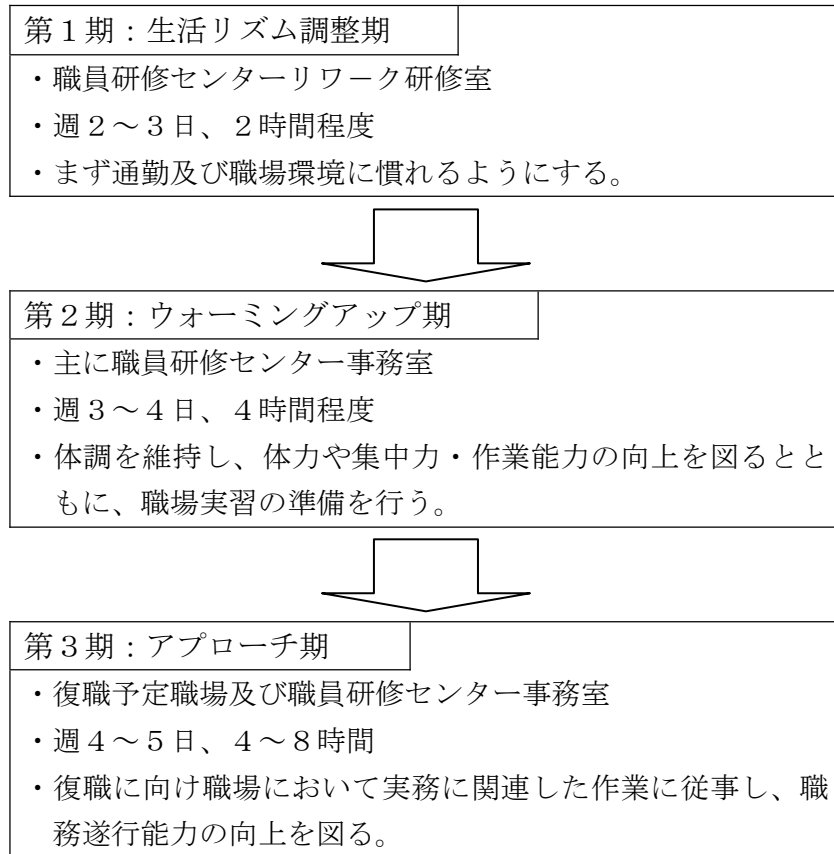 第１期：生活リズム調整期
・職員研修センターリワーク研修室
・週２～３日、２時間程度
・まず通勤及び職場環境に慣れるようにする。
第２期：ウォーミングアップ期
・主に職員研修センター事務室
・週３～４日、４時間程度
・体調を維持し、体力や集中力・作業能力の向上を図るとと
もに、職場実習の準備を行う。
第３期：アプローチ期
・復職予定職場及び職員研修センター事務室
・週４～５日、４～８時間
・復職に向け職場において実務に関連した作業に従事し、職
務遂行能力の向上を図る。